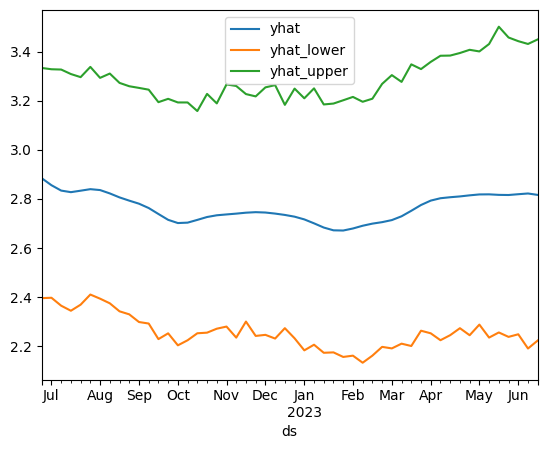 yhat
yhat_lower
yhat_upper
3.4
3.2
3.0
2.8
2.6
2.4
2.2
Jul Aug Sep Oct Nov Dec Jan Feb Mar Apr May Jun
2023
ds